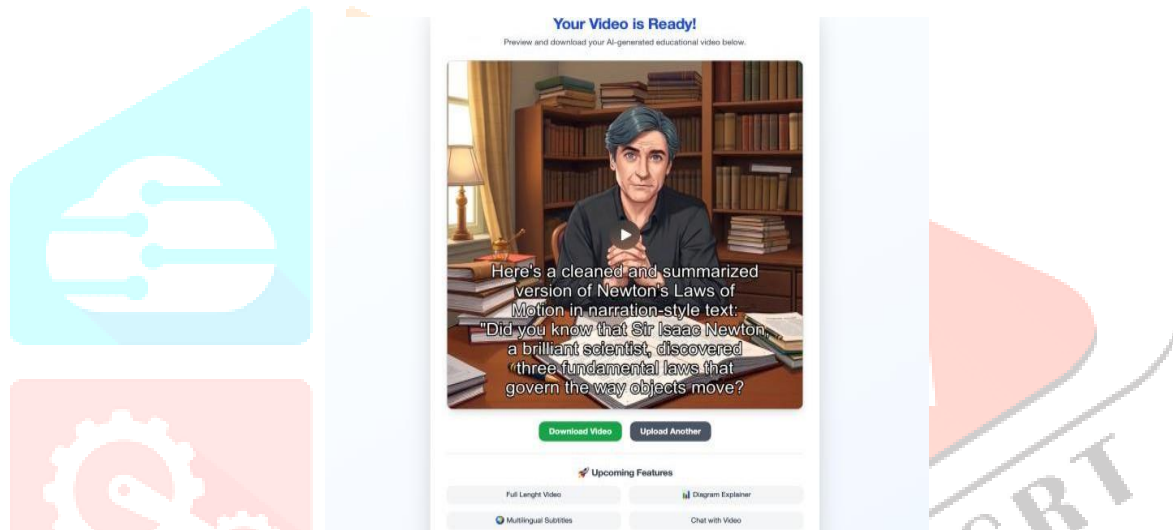 Your Video is Ready!
Preview and download your AI-generated educational video below.
Here's a cleaned and summarized
version of Newton's Laws of
Motion in narration-style text:
"Did you know that Sir Isaac Newton,
a brilliant scientist, discovered
three fundamental laws that
govern the way objects move?
Download Video Upload Another
🚀 Upcoming Features
Full Lenght Video 📊 Diagram Explainer
🌍 Multilingual Subtitles Chat with Video